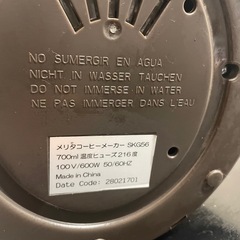 NO SUMERGIR EN AGUA
NICHT IN WASSER TAUCHEN
DO NOT IMMERSE IN WATER
NE PAS IMMERGER DANS L'EAU
メリタコーヒーメーカー SKG56
700ml 温度ヒューズ216度
100V/600W 50/60HZ
Made in China
Date Code: 28021701